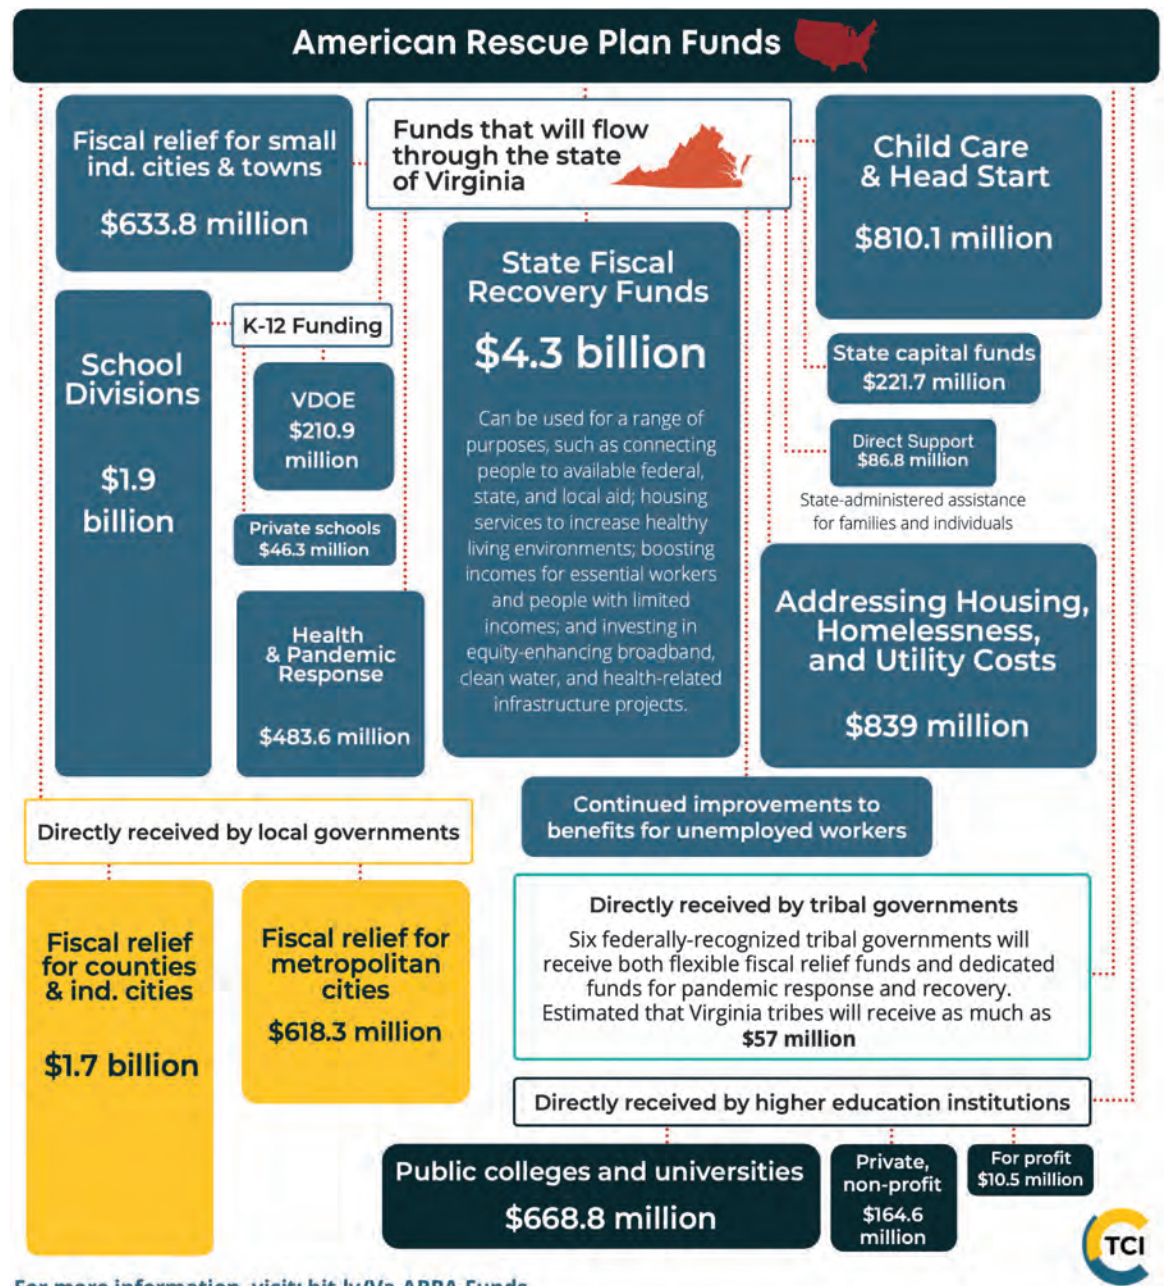 American Rescue Plan Funds
Fiscal relief for small
ind. cities & towns
$633.8 million
Funds that will flow
through the state
of Virginia
Child Care
& Head Start
$810.1 million
State Fiscal
Recovery Funds
$4.3 billion
Can be used for a range of
purposes, such as connecting
people to available federal,
state, and local aid; housing
services to increase healthy
living environments; boosting
incomes for essential workers
and people with limited
incomes; and investing in
equity-enhancing broadband,
clean water, and health-related
infrastructure projects.
School
Divisions
$1.9
billion
K-12 Funding
VDOE
$210.9
million
Private schools
$46.3 million
Health
& Pandemic
Response
$483.6 million
State capital funds
$221.7 million
Direct Support
$86.8 million
State-administered assistance
for families and individuals
Addressing Housing,
Homelessness,
and Utility Costs
$839 million
Continued improvements to
benefits for unemployed workers
Directly received by local governments
Fiscal relief
for counties
& ind. cities
$1.7 billion
Fiscal relief for
metropolitan
cities
$618.3 million
Directly received by tribal governments
Six federally-recognized tribal governments will
receive both flexible fiscal relief funds and dedicated
funds for pandemic response and recovery.
Estimated that Virginia tribes will receive as much as
$57 million
Directly received by higher education institutions
Public colleges and universities
$668.8 million
Private,
non-profit
$164.6
million
For profit
$10.5 million
TCI
For more information, visit: bit.ly/Va-ARPA-Funds